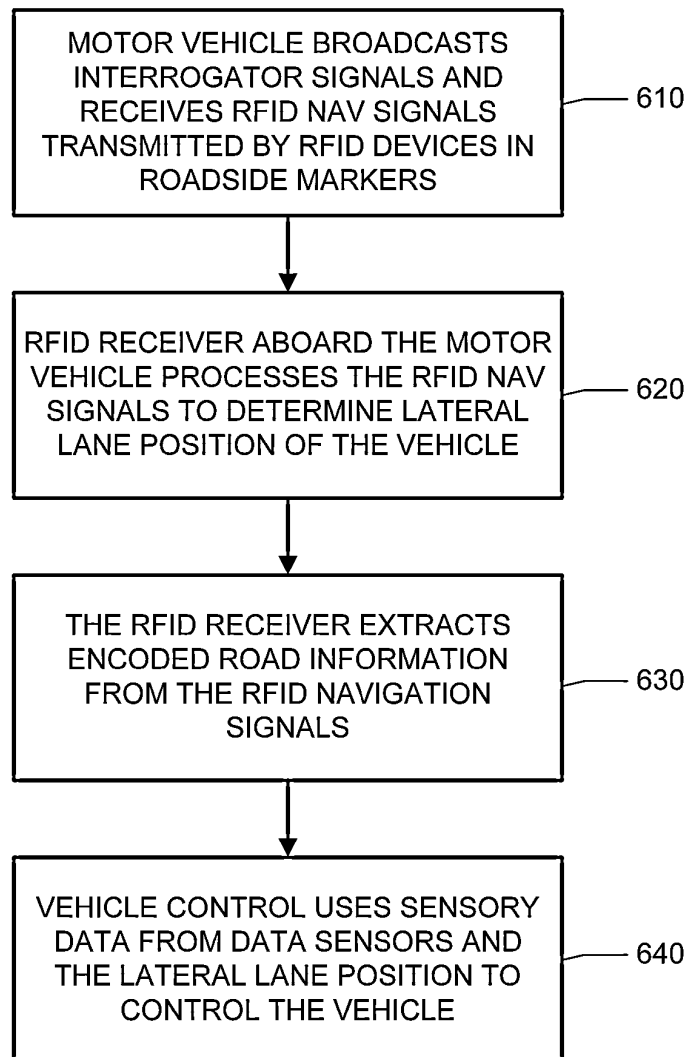 MOTOR VEHICLE BROADCASTS
INTERROGATOR SIGNALS AND
RECEIVES RFID NAV SIGNALS
TRANSMITTED BY RFID DEVICES IN
ROADSIDE MARKERS
610
RFID RECEIVER ABOARD THE MOTOR
VEHICLE PROCESSES THE RFID NAV
SIGNALS TO DETERMINE LATERAL
LANE POSITION OF THE VEHICLE
620
THE RFID RECEIVER EXTRACTS
ENCODED ROAD INFORMATION
FROM THE RFID NAVIGATION
SIGNALS
630
VEHICLE CONTROL USES SENSORY
DATA FROM DATA SENSORS AND
THE LATERAL LANE POSITION TO
CONTROL THE VEHICLE
640